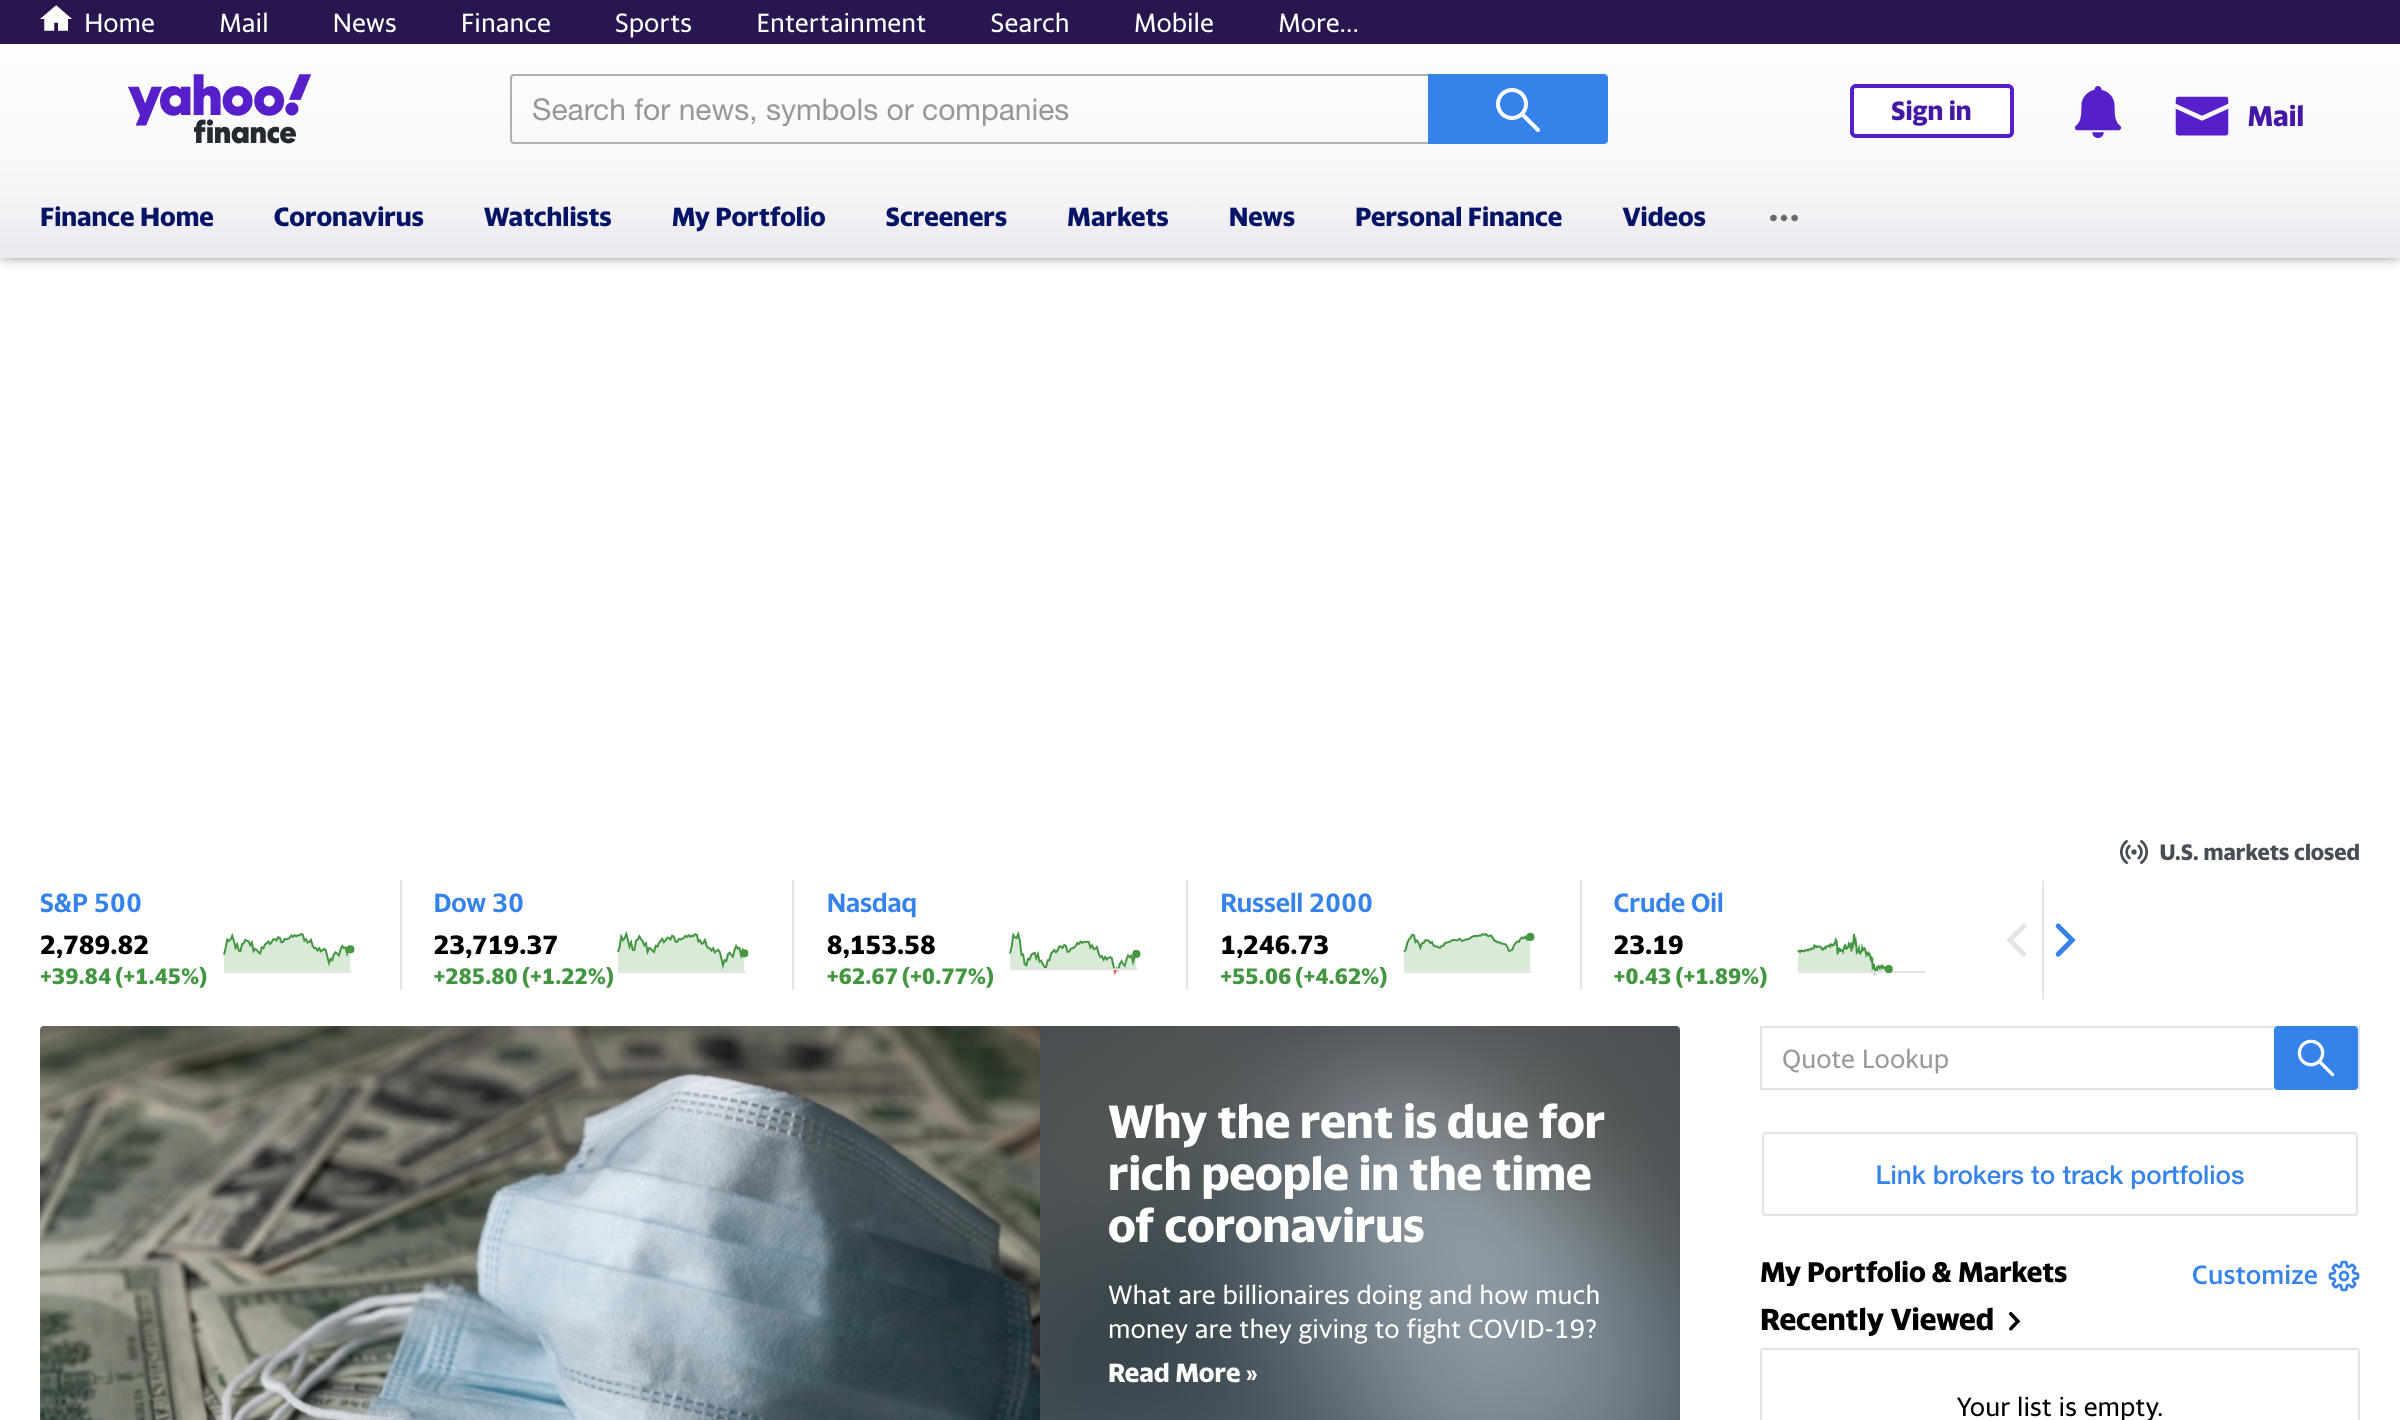 Home Mail News Finance Sports Entertainment Search Mobile More...
yahoo!
finance
Search for news, symbols or companies
Sign in
Mail
Finance Home Coronavirus Watchlists My Portfolio Screeners Markets News Personal Finance Videos
U.S. markets closed
S&P 500
2,789.82
+39.84 (+1.45%)
Dow 30
23,719.37
+285.80 (+1.22%)
Nasdaq
8,153.58
+62.67 (+0.77%)
Russell 2000
1,246.73
+55.06 (+4.62%)
Crude Oil
23.19
+0.43 (+1.89%)
Why the rent is due for
rich people in the time
of coronavirus
What are billionaires doing and how much
money are they giving to fight COVID-19?
Read More »
Quote Lookup
Link brokers to track portfolios
My Portfolio & Markets
Customize
Recently Viewed
Your list is empty.